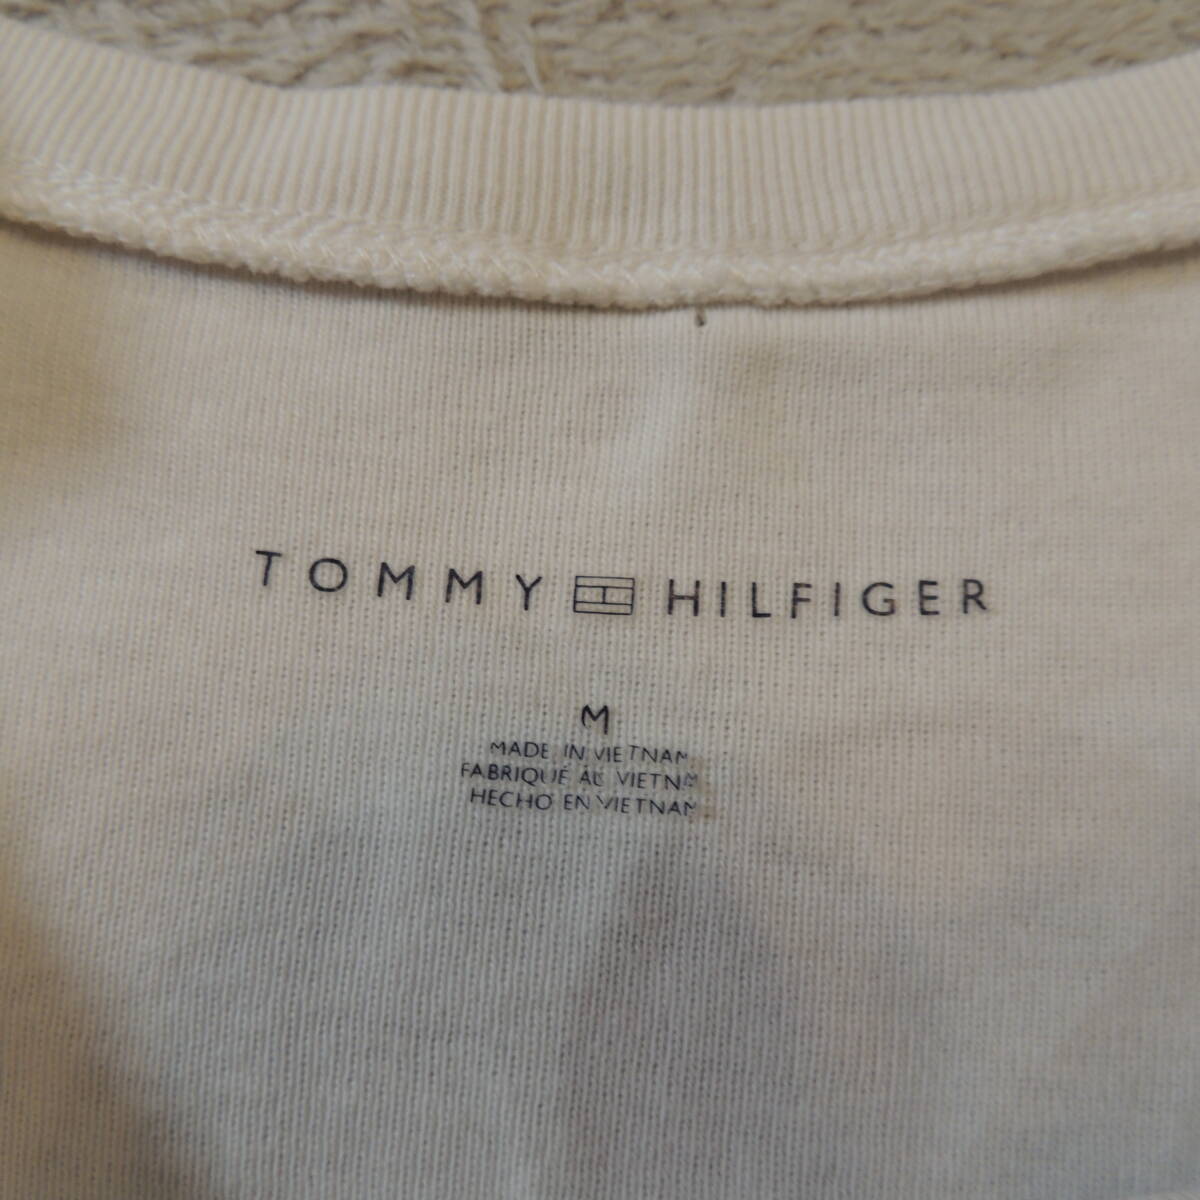 TOMMY HILFIGER
M
MADE IN VIETNAM
FABRIQUÉ AU VIETNAM
HECHO EN VIETNAM